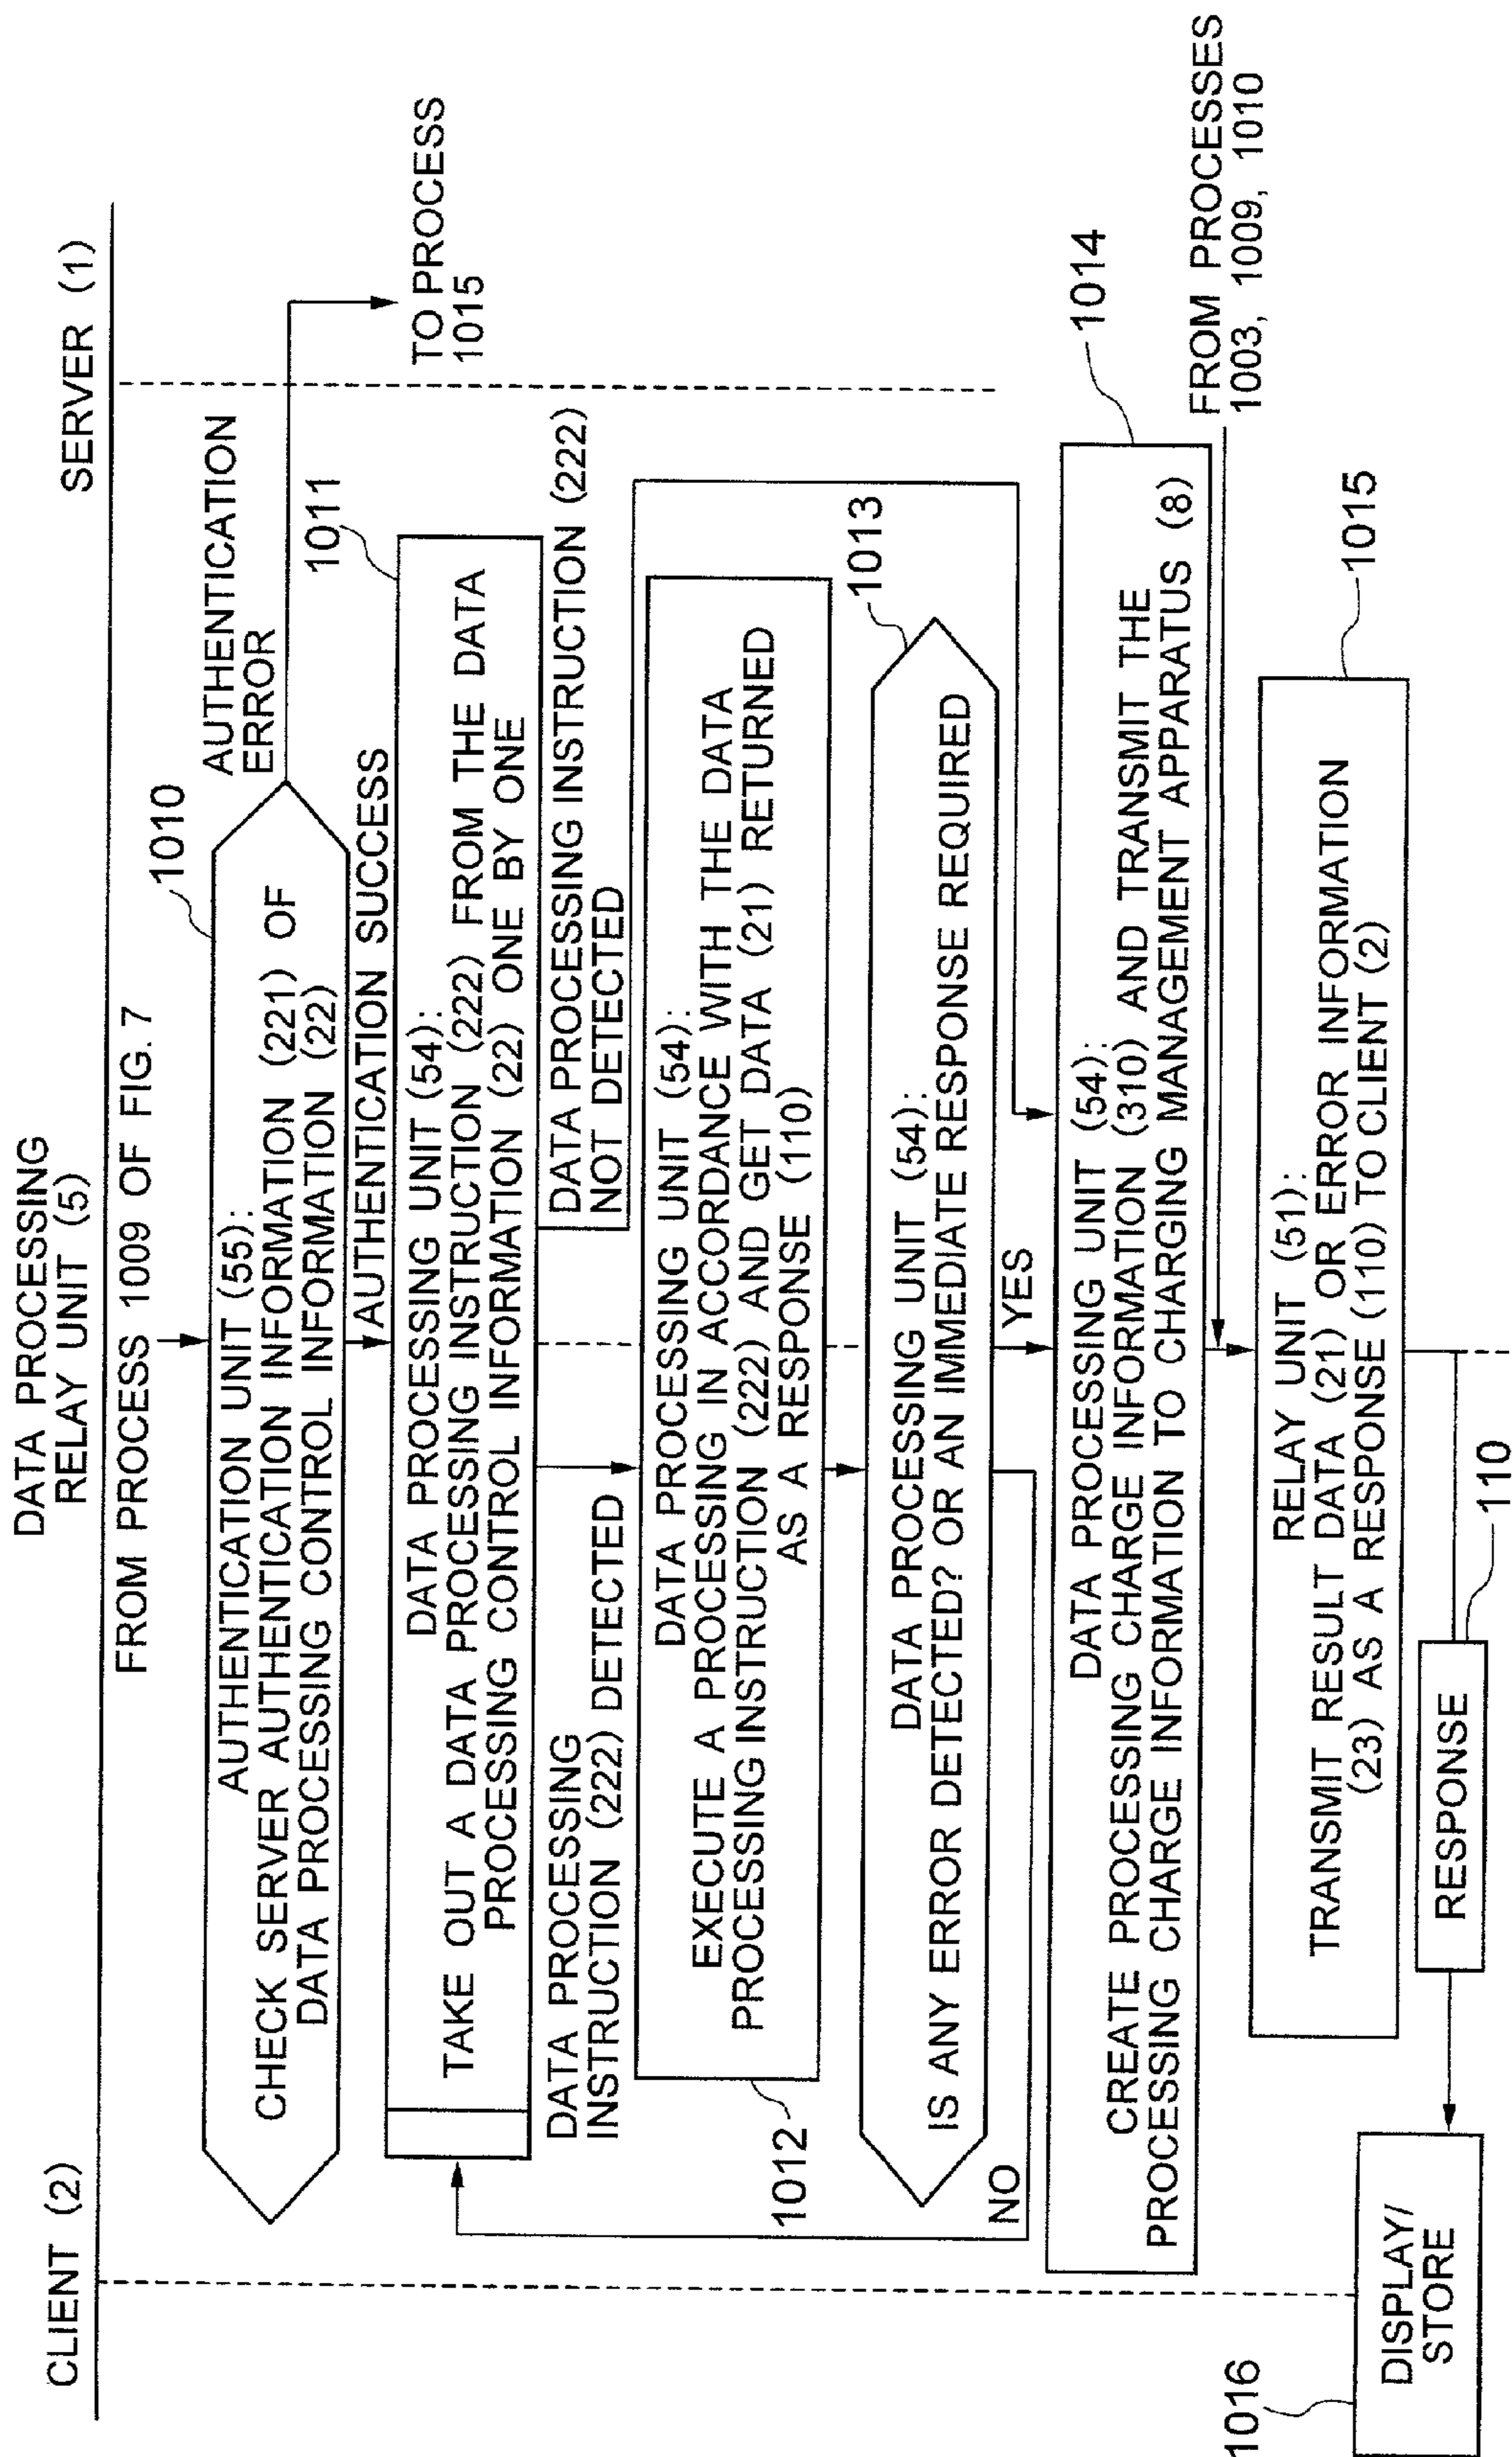 DATA PROCESSING
RELAY UNIT (5)
CLIENT (2)
SERVER (1)
FROM PROCESS 1009 OF FIG. 7
1010
AUTHENTICATION UNIT (55):
CHECK SERVER AUTHENTICATION INFORMATION (221) OF
DATA PROCESSING CONTROL INFORMATION (22)
AUTHENTICATION
ERROR
TO PROCESS
1015
AUTHENTICATION SUCCESS
1011
DATA PROCESSING UNIT (54):
TAKE OUT A DATA PROCESSING INSTRUCTION (222) FROM THE DATA
PROCESSING CONTROL INFORMATION (22) ONE BY ONE
DATA PROCESSING
INSTRUCTION (222) DETECTED
DATA PROCESSING INSTRUCTION (222)
NOT DETECTED
1012
DATA PROCESSING UNIT (54):
EXECUTE A PROCESSING IN ACCORDANCE WITH THE DATA
PROCESSING INSTRUCTION (222) AND GET DATA (21) RETURNED
AS A RESPONSE (110)
1013
DATA PROCESSING UNIT (54):
IS ANY ERROR DETECTED? OR AN IMMEDIATE RESPONSE REQUIRED
NO
YES
1014
DATA PROCESSING UNIT (54):
CREATE PROCESSING CHARGE INFORMATION (310) AND TRANSMIT THE
PROCESSING CHARGE INFORMATION TO CHARGING MANAGEMENT APPARATUS (8)
FROM PROCESSES
1003, 1009, 1010
1015
RELAY UNIT (51):
TRANSMIT RESULT DATA (21) OR ERROR INFORMATION
(23) AS A RESPONSE (110) TO CLIENT (2)
1016
DISPLAY/
STORE
RESPONSE
110